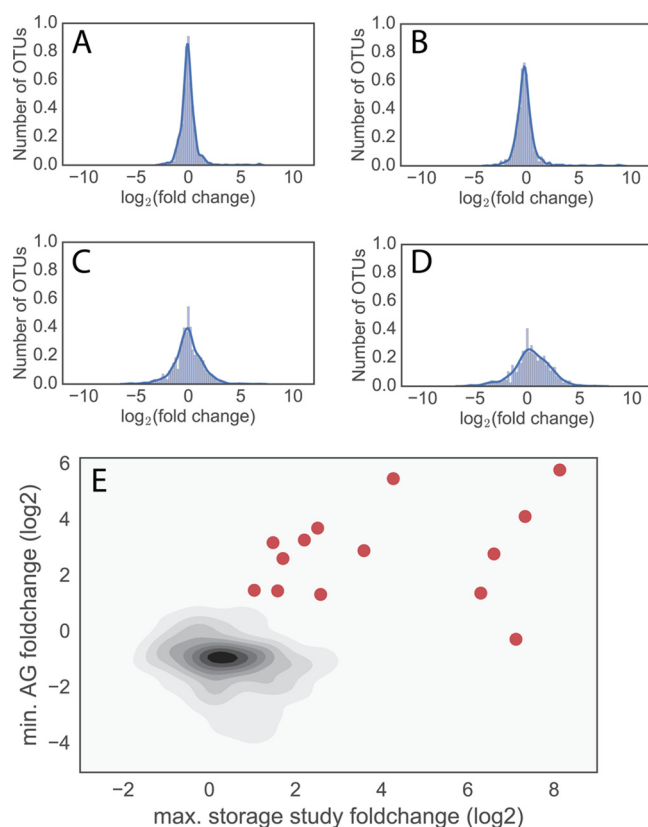 A
Number of OTUs
1.0
0.8
0.6
0.4
0.2
0.0
−10 −5 0 5 10
log2(fold change)
B
Number of OTUs
1.0
0.8
0.6
0.4
0.2
0.0
−10 −5 0 5 10
log2(fold change)
C
Number of OTUs
1.0
0.8
0.6
0.4
0.2
0.0
−10 −5 0 5 10
log2(fold change)
D
Number of OTUs
1.0
0.8
0.6
0.4
0.2
0.0
−10 −5 0 5 10
log2(fold change)
E
min. AG foldchange (log2)
6
4
2
0
−2
−4
−2 0 2 4 6 8
max. storage study foldchange (log2)